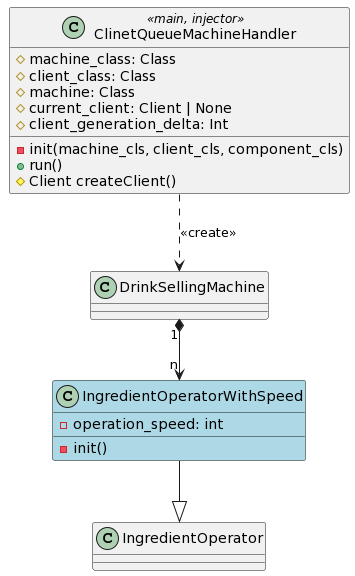 «main, injector»
C ClinetQueueMachineHandler
machine_class: Class
client_class: Class
machine: Class
current_client: Client | None
client_generation_delta: Int
init(machine_cls, client_cls, component_cls)
run()
Client createClient()
«create»
C DrinkSellingMachine
1
n
C IngredientOperatorWithSpeed
operation_speed: int
init()
C IngredientOperator